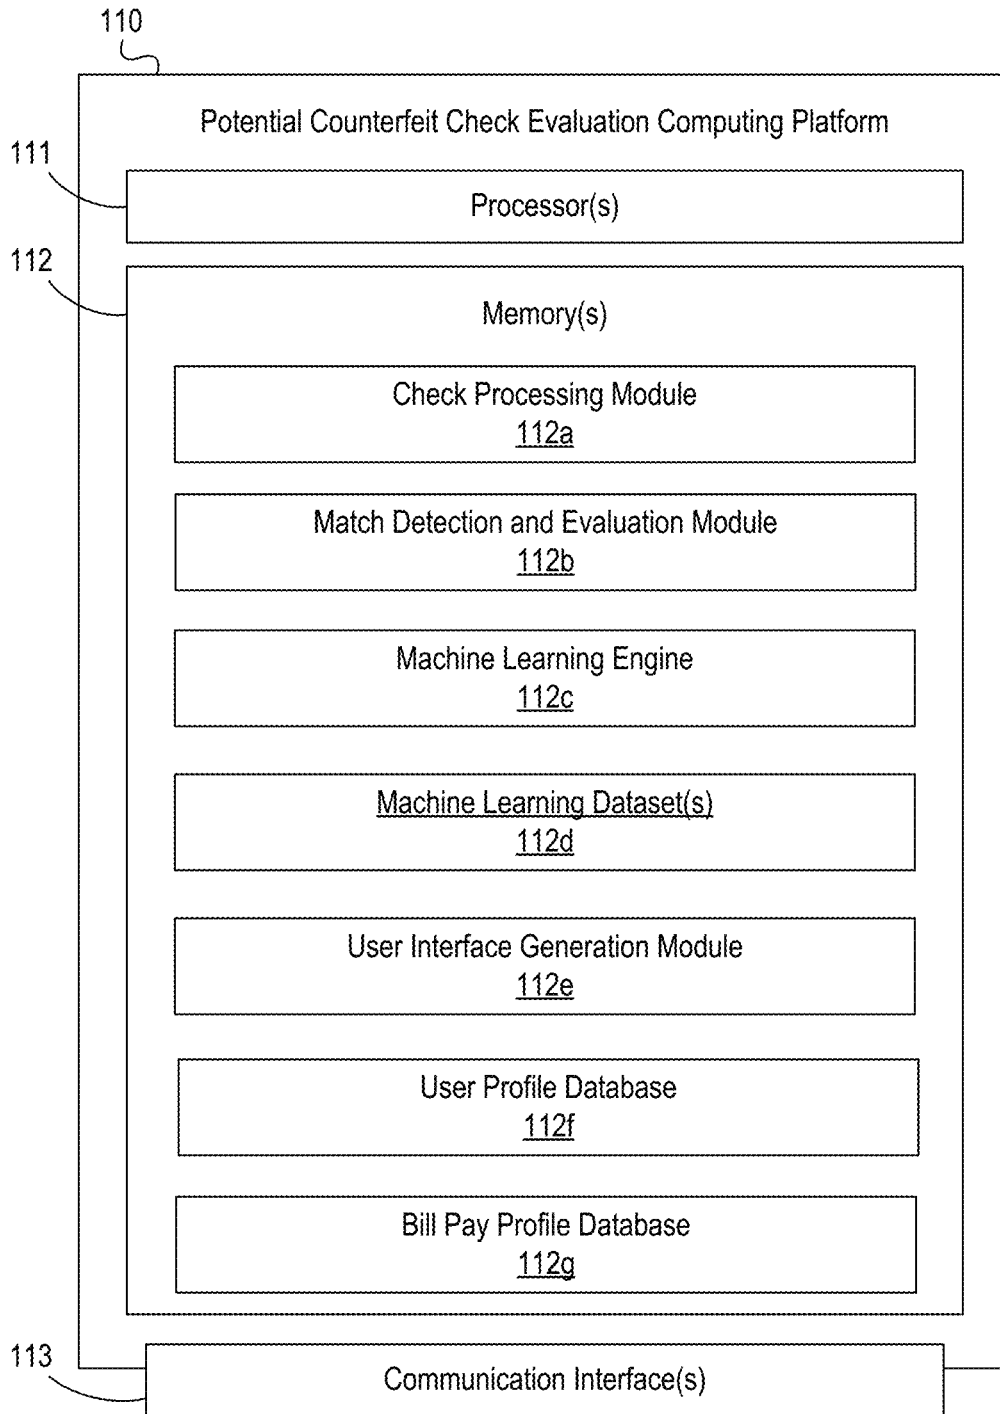 110
Potential Counterfeit Check Evaluation Computing Platform
111
Processor(s)
112
Memory(s)
Check Processing Module
112a
Match Detection and Evaluation Module
112b
Machine Learning Engine
112c
Machine Learning Dataset(s)
112d
User Interface Generation Module
112e
User Profile Database
112f
Bill Pay Profile Database
112g
113
Communication Interface(s)